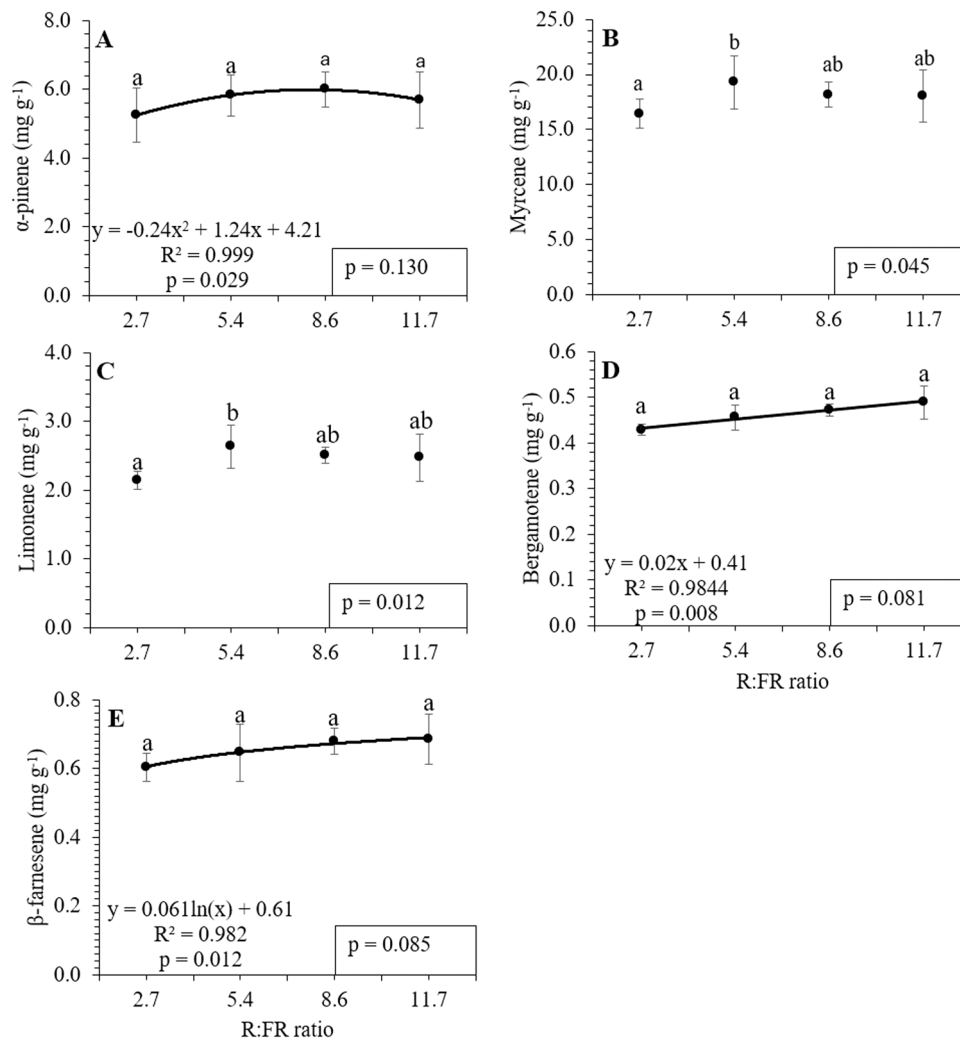 A
α-pinene (mg g⁻¹)
8.0
6.0
4.0
2.0
0.0
a
a
a
a
y = -0.24x² + 1.24x + 4.21
R² = 0.999
p = 0.029
p = 0.130
2.7
5.4
8.6
11.7
B
Myrcene (mg g⁻¹)
25.0
20.0
15.0
10.0
5.0
0.0
a
b
ab
ab
p = 0.045
2.7
5.4
8.6
11.7
C
Limonene (mg g⁻¹)
4.0
3.0
2.0
1.0
0.0
a
b
ab
ab
p = 0.012
2.7
5.4
8.6
11.7
D
Bergamotene (mg g⁻¹)
0.6
0.5
0.4
0.3
0.2
0.1
0.0
a
a
a
a
y = 0.02x + 0.41
R² = 0.9844
p = 0.008
p = 0.081
2.7
5.4
8.6
11.7
R:FR ratio
E
β-farnesene (mg g⁻¹)
0.8
0.6
0.4
0.2
0.0
a
a
a
a
y = 0.061ln(x) + 0.61
R² = 0.982
p = 0.012
p = 0.085
2.7
5.4
8.6
11.7
R:FR ratio